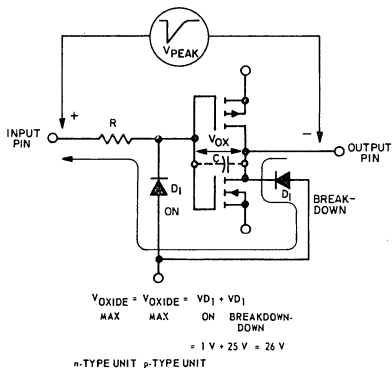 VPEAK
+
R
VOX
−
INPUT
PIN
OUTPUT
PIN
C
D1
ON
D1
BREAK-
DOWN
VOXIDE = VOXIDE = VD1 + VD1
MAX MAX ON BREAKDOWN-
DOWN
= 1 V + 25 V = 26 V
n-TYPE UNIT p-TYPE UNIT